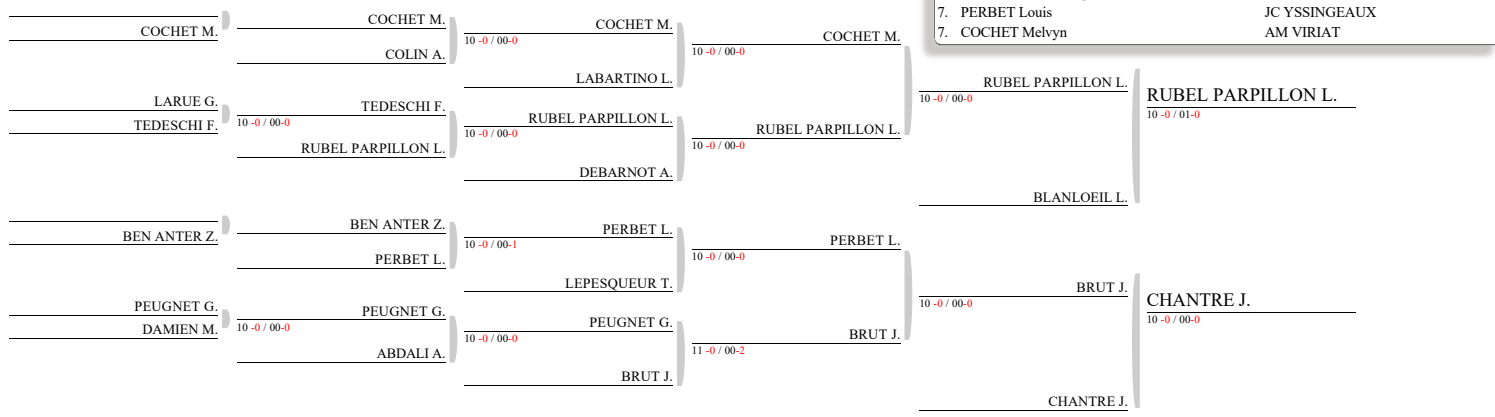 7. PERBET Louis JC YSSINGEAUX
7. COCHET Melvyn AM VIRIAT
COCHET M.
COCHET M.
COLIN A.
COCHET M.
10 -0 / 00-0
LABARTINO L.
COCHET M.
10 -0 / 00-0
LARUE G.
TEDESCHI F.
TEDESCHI F.
10 -0 / 00-0
RUBEL PARPILLON L.
RUBEL PARPILLON L.
10 -0 / 00-0
DEBARNOT A.
RUBEL PARPILLON L.
10 -0 / 00-0
RUBEL PARPILLON L.
10 -0 / 00-0
BLANLOEIL L.
RUBEL PARPILLON L.
10 -0 / 01-0
BEN ANTER Z.
BEN ANTER Z.
PERBET L.
PERBET L.
10 -0 / 00-1
LEPESQUEUR T.
PERBET L.
10 -0 / 00-0
PEUGNET G.
DAMIEN M.
PEUGNET G.
10 -0 / 00-0
ABDALI A.
PEUGNET G.
10 -0 / 00-0
BRUT J.
BRUT J.
11 -0 / 00-2
BRUT J.
10 -0 / 00-0
CHANTRE J.
CHANTRE J.
10 -0 / 00-0